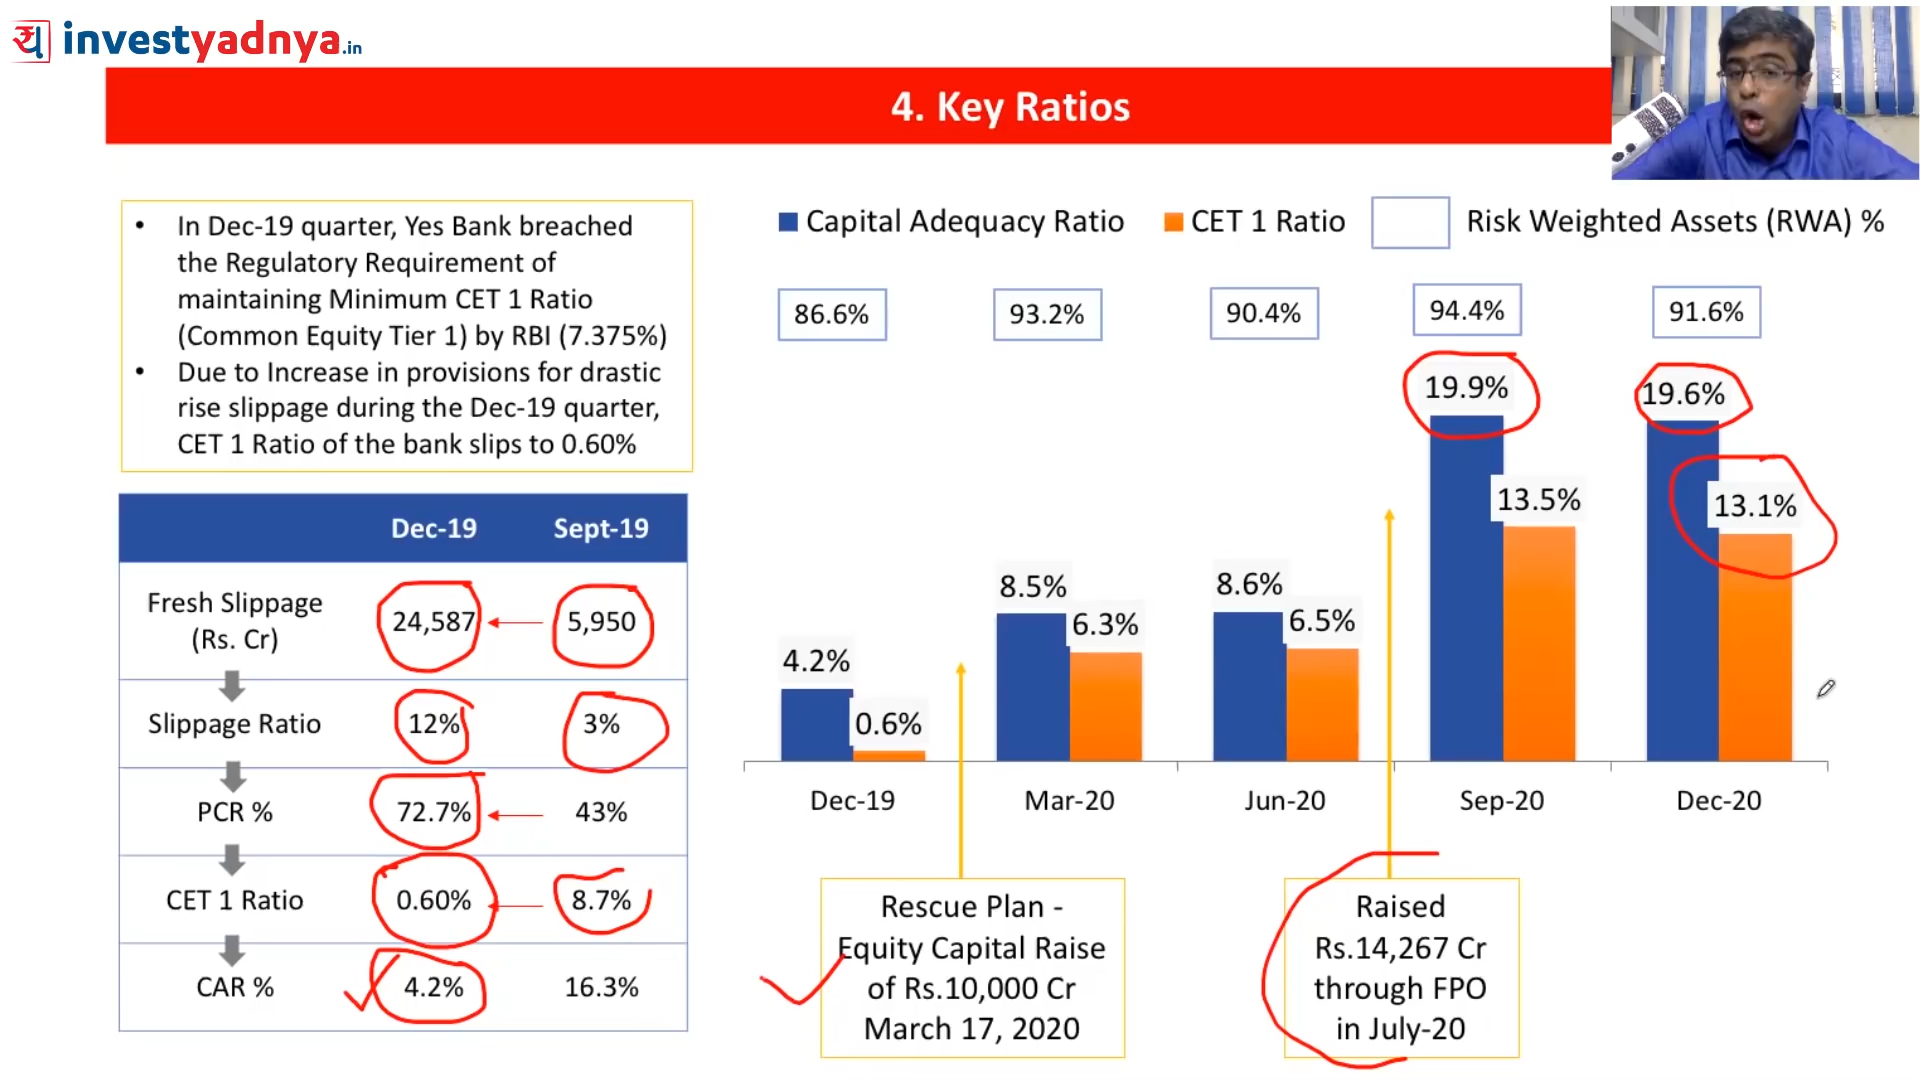 investyadnya.in
4. Key Ratios
• In Dec-19 quarter, Yes Bank breached
the Regulatory Requirement of
maintaining Minimum CET 1 Ratio
(Common Equity Tier 1) by RBI (7.375%)
• Due to Increase in provisions for drastic
rise slippage during the Dec-19 quarter,
CET 1 Ratio of the bank slips to 0.60%
Dec-19 Sept-19
Fresh Slippage
(Rs. Cr) 24,587 5,950
Slippage Ratio 12% 3%
PCR % 72.7% 43%
CET 1 Ratio 0.60% 8.7%
CAR % 4.2% 16.3%
Capital Adequacy Ratio CET 1 Ratio Risk Weighted Assets (RWA) %
86.6% 93.2% 90.4% 94.4% 91.6%
4.2% 0.6% 8.5% 6.3% 8.6% 6.5% 19.9% 13.5% 19.6% 13.1%
Dec-19 Mar-20 Jun-20 Sep-20 Dec-20
Rescue Plan -
Equity Capital Raise
of Rs.10,000 Cr
March 17, 2020
Raised
Rs.14,267 Cr
through FPO
in July-20